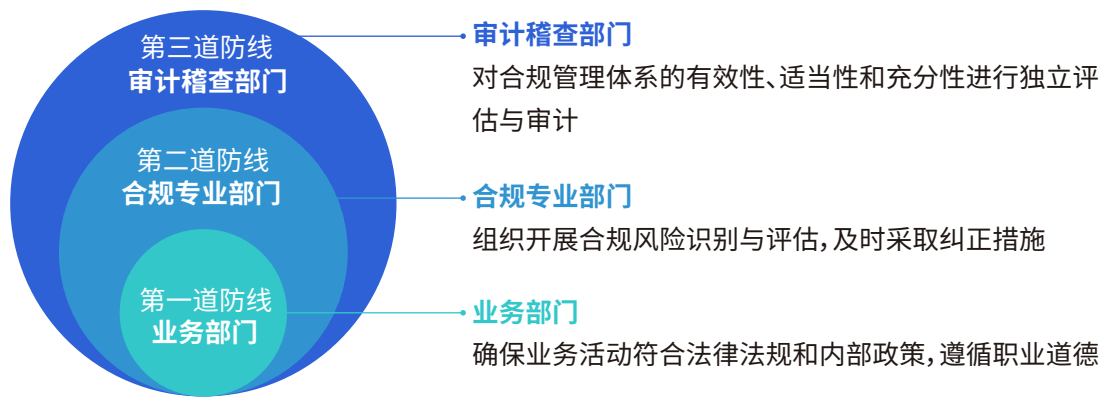 第三道防线
审计稽查部门
第二道防线
合规专业部门
第一道防线
业务部门
审计稽查部门
对合规管理体系的有效性、适当性和充分性进行独立评
估与审计
合规专业部门
组织开展合规风险识别与评估，及时采取纠正措施
业务部门
确保业务活动符合法律法规和内部政策，遵循职业道德